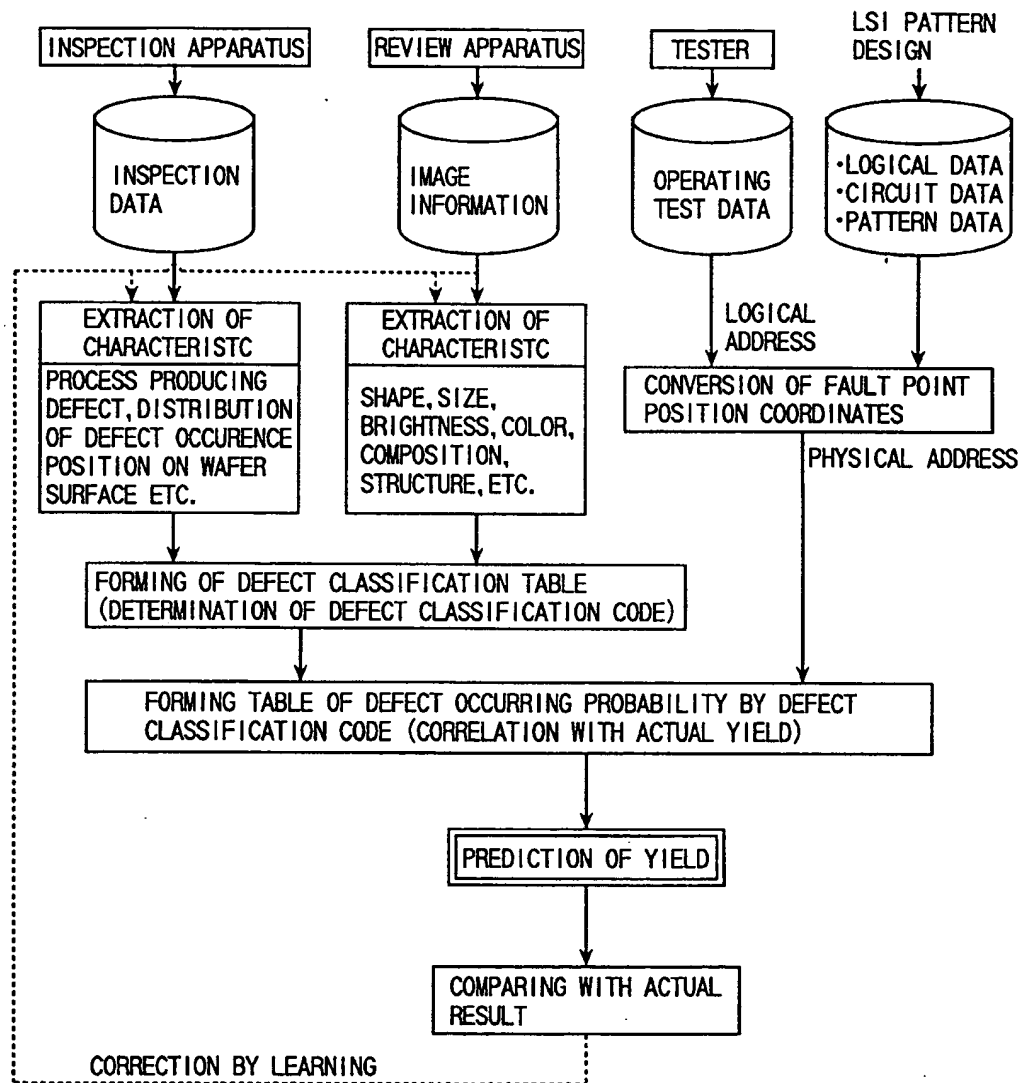 INSPECTION APPARATUS
REVIEW APPARATUS
TESTER
LSI PATTERN
DESIGN
INSPECTION
DATA
IMAGE
INFORMATION
OPERATING
TEST DATA
·LOGICAL DATA
·CIRCUIT DATA
·PATTERN DATA
EXTRACTION OF
CHARACTERISTC
PROCESS PRODUCING
DEFECT, DISTRIBUTION
OF DEFECT OCCURENCE
POSITION ON WAFER
SURFACE ETC.
EXTRACTION OF
CHARACTERISTC
SHAPE, SIZE,
BRIGHTNESS, COLOR,
COMPOSITION,
STRUCTURE, ETC.
LOGICAL
ADDRESS
CONVERSION OF FAULT POINT
POSITION COORDINATES
PHYSICAL ADDRESS
FORMING OF DEFECT CLASSIFICATION TABLE
(DETERMINATION OF DEFECT CLASSIFICATION CODE)
FORMING TABLE OF DEFECT OCCURRING PROBABILITY BY DEFECT
CLASSIFICATION CODE (CORRELATION WITH ACTUAL YIELD)
PREDICTION OF YIELD
COMPARING WITH ACTUAL
RESULT
CORRECTION BY LEARNING